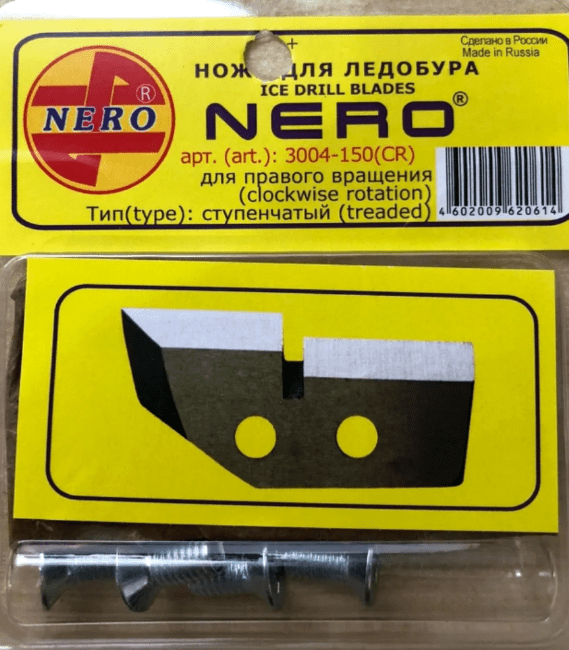 Сделано в России
Made in Russia
НОЖ ДЛЯ ЛЕДОБУРА
ICE DRILL BLADES
NERO®
NERO®
арт. (art.): 3004-150(CR)
для правого вращения
(clockwise rotation)
Тип(type): ступенчатый (treaded)
4 602009 620614